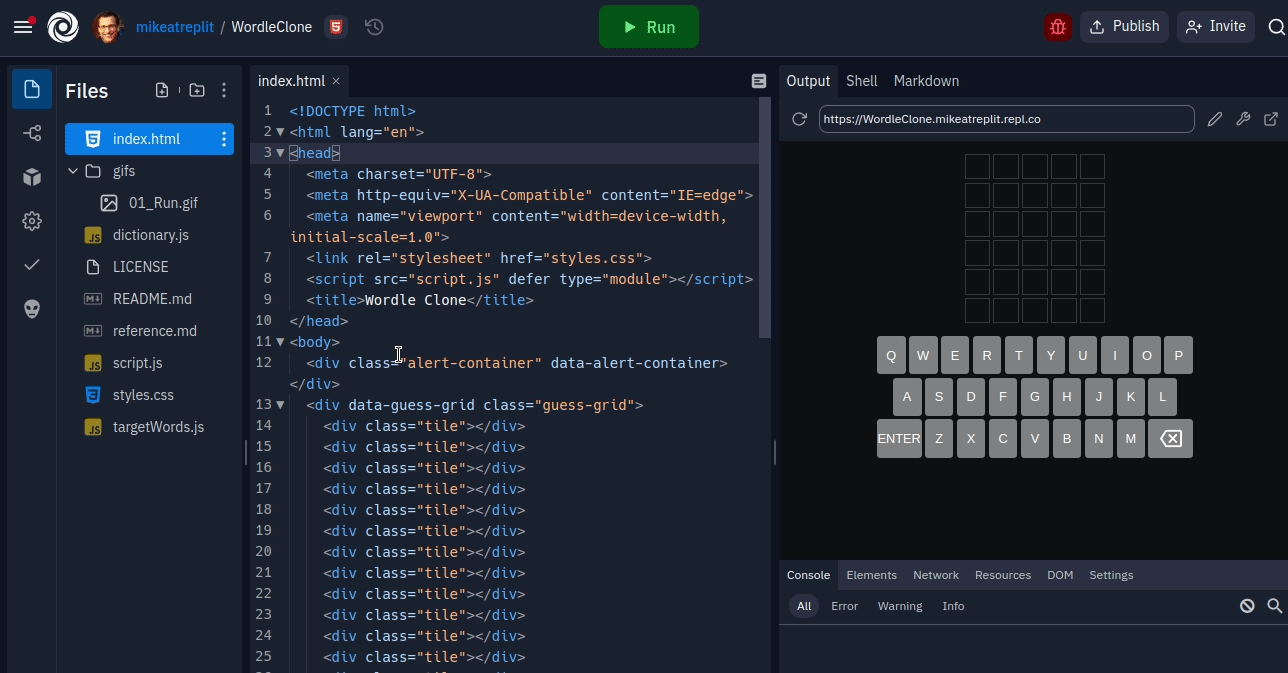 mikeatreplit / WordleClone
Run
Publish
Invite
Files
index.html
gifs
01_Run.gif
dictionary.js
LICENSE
README.md
reference.md
script.js
styles.css
targetWords.js
index.html ×
1 <!DOCTYPE html>
2 <html lang="en">
3 <head>
4 <meta charset="UTF-8">
5 <meta http-equiv="X-UA-Compatible" content="IE=edge">
6 <meta name="viewport" content="width=device-width,
initial-scale=1.0">
7 <link rel="stylesheet" href="styles.css">
8 <script src="script.js" defer type="module"></script>
9 <title>Wordle Clone</title>
10 </head>
11 <body>
12 <div class="alert-container" data-alert-container>
</div>
13 <div data-guess-grid class="guess-grid">
14 <div class="tile"></div>
15 <div class="tile"></div>
16 <div class="tile"></div>
17 <div class="tile"></div>
18 <div class="tile"></div>
19 <div class="tile"></div>
20 <div class="tile"></div>
21 <div class="tile"></div>
22 <div class="tile"></div>
23 <div class="tile"></div>
24 <div class="tile"></div>
25 <div class="tile"></div>
Output Shell Markdown
https://WordleClone.mikeatreplit.repl.co
Q W E R T Y U I O P
A S D F G H J K L
ENTER Z X C V B N M
Console Elements Network Resources DOM Settings
All Error Warning Info